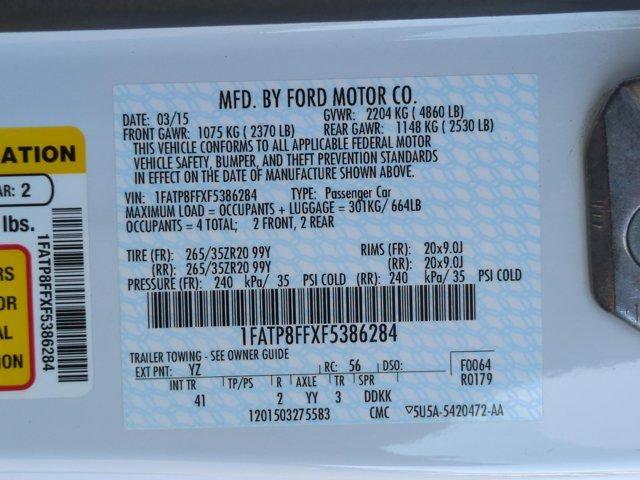 MFD. BY FORD MOTOR CO.
03/15 GVWR: 2204 KG ( 4860 LB)
FRONT GAWR: 1075 KG ( 2370 LB) REAR GAWR: 1148 KG ( 2530 LB)
THIS VEHICLE CONFORMS TO ALL APPLICABLE FEDERAL MOTOR
VEHICLE SAFETY, BUMPER, AND THEFT PREVENTION STANDARDS
IN EFFECT ON THE DATE OF MANUFACTURE SHOWN ABOVE.
VIN: 1FATP8FFXF5386284 TYPE: Passenger Car
MAXIMUM LOAD = OCCUPANTS + LUGGAGE = 301KG/ 664LB
OCCUPANTS = 4 TOTAL; 2 FRONT, 2 REAR
TIRE (FR): 265/35ZR20 99Y RIMS (FR): 20x9.0J
(RR): 265/35ZR20 99Y (RR): 20x9.0J
PRESSURE (FR): 240 kPa/ 35 PSI COLD (RR): 240 kPa/ 35 PSI COLD
1FATP8FFXF5386284
TRAILER TOWING - SEE OWNER GUIDE
EXT PNT: YZ RC: 56 DSO: F0064
R0179
INT TR TP/PS R AXLE TR SPR
41 2 YY 3 DDKK
1201503275583 CMC ▽5U5A-5420472-AA
ATION
AR: 2
lbs.
RS
OR
AL
ON
1FATP8FFXF5386284